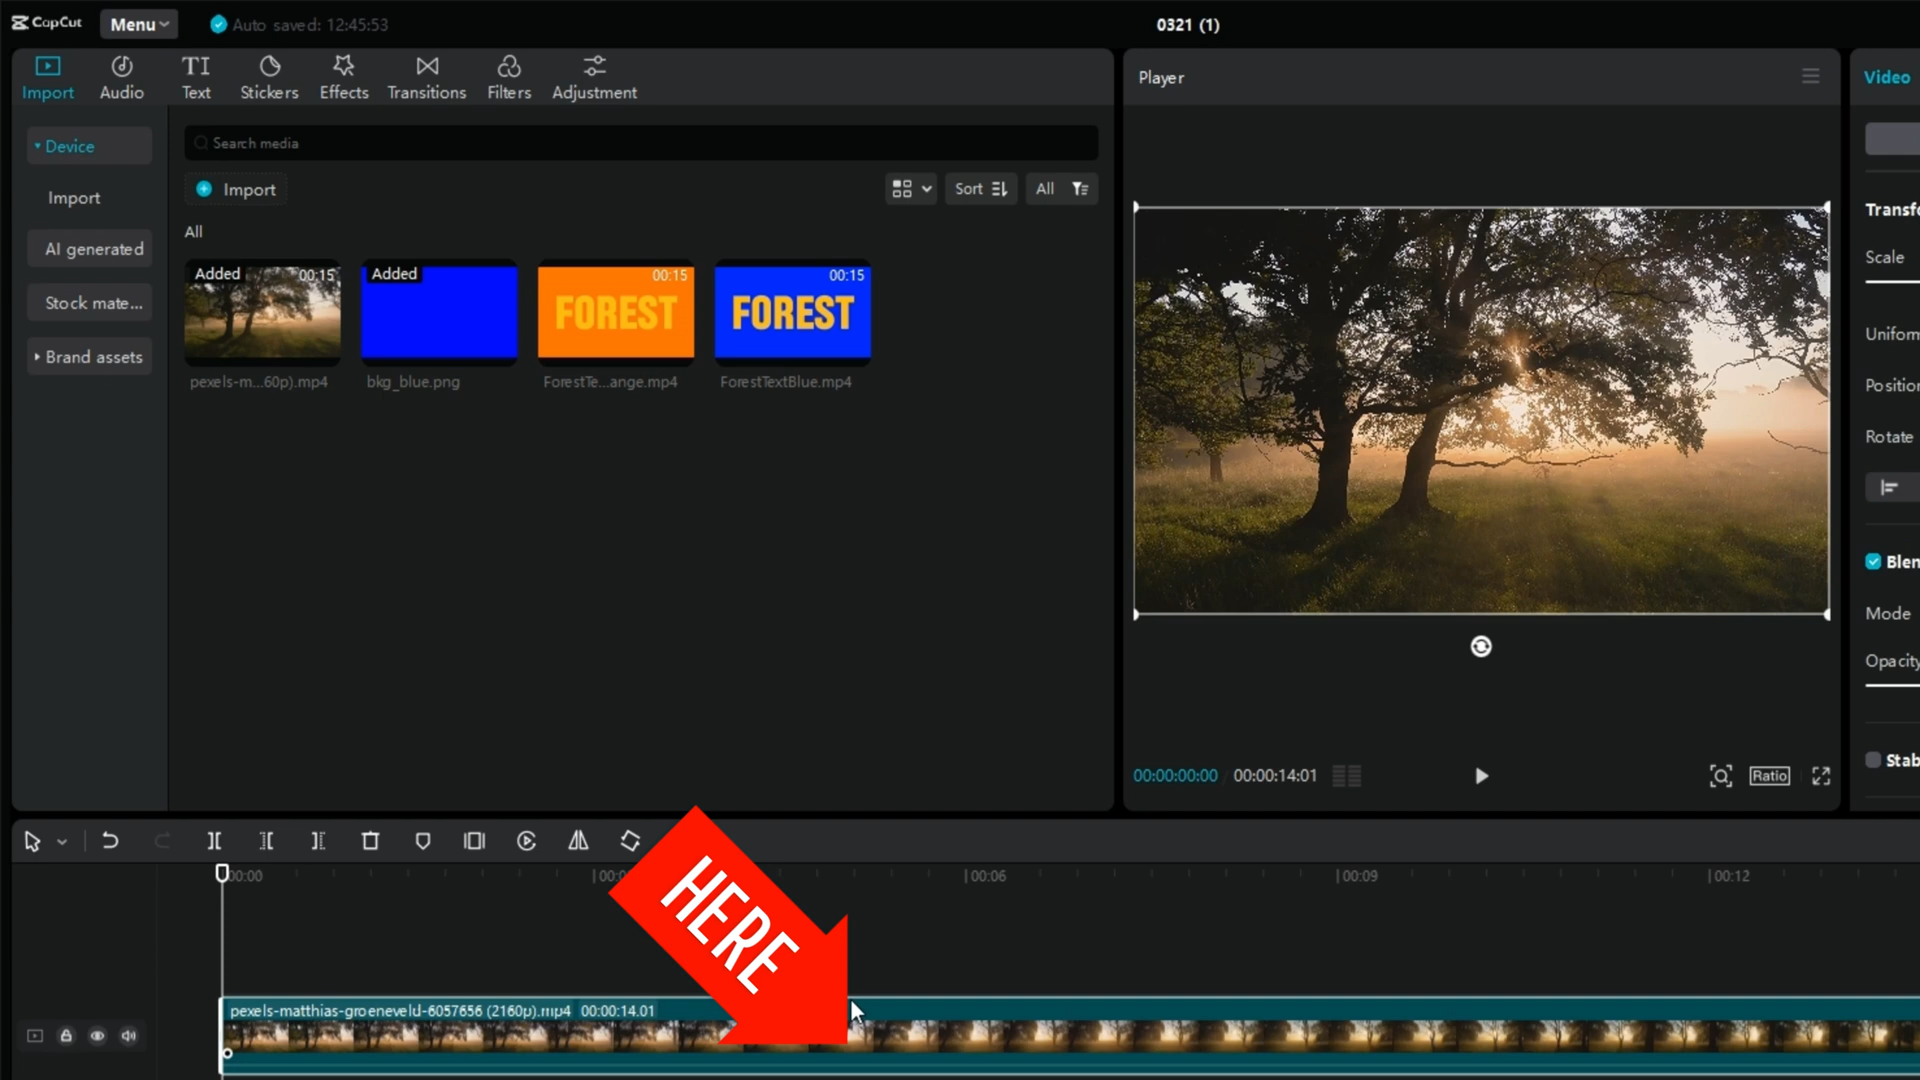 CapCut
Menu
Auto saved: 12:45:53
0321 (1)
Import
Audio
TI
Text
Stickers
Effects
Transitions
Filters
Adjustment
Player
Video
Device
Import
AI generated
Stock mate...
Brand assets
Search media
Import
Sort
All
All
Added
00:15
pexels-m...60p).mp4
Added
bkg_blue.png
00:15
FOREST
ForestTe...ange.mp4
00:15
FOREST
ForestTextBlue.mp4
Transfo
Scale
Uniform
Position
Rotate
Blen
Mode
Opacity
Stab
00:00:00:00
00:00:14:01
Ratio
00:00
00:06
00:09
00:12
HERE
pexels-matthias-groeneveld-6057656 (2160p).mp4 00:00:14.01